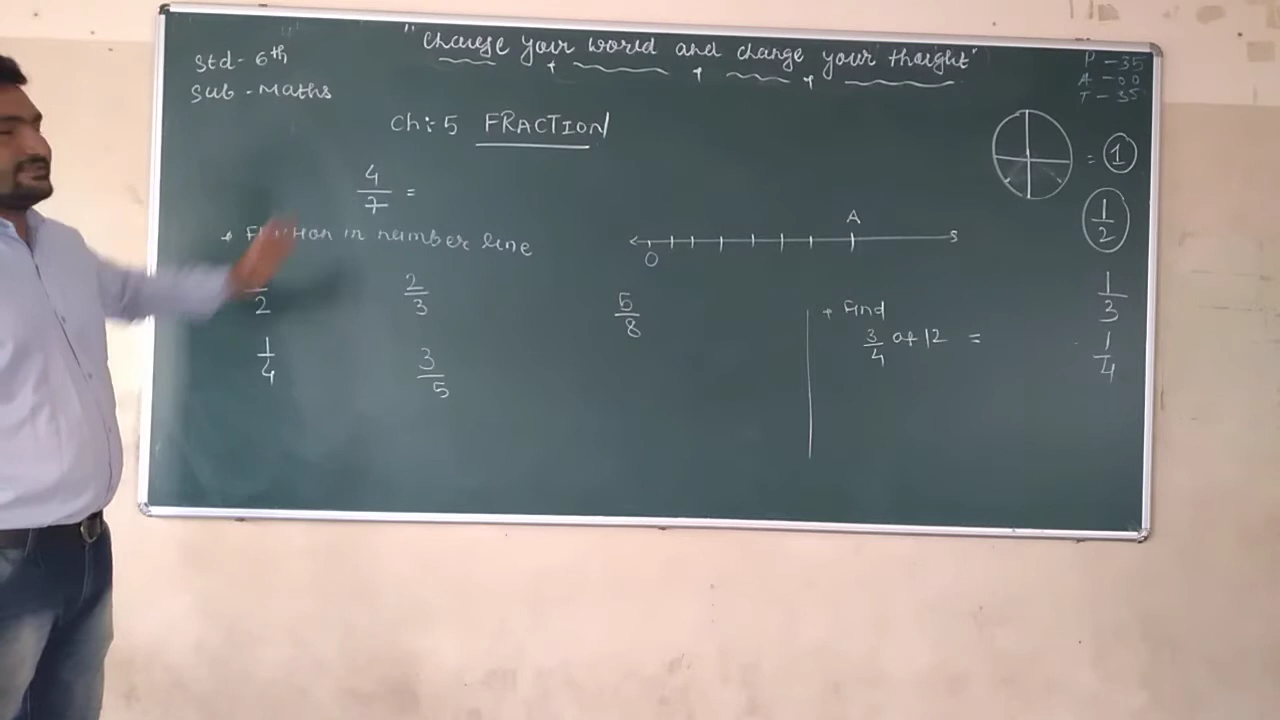 "change your world and change your thought"
Std- 6th
Sub - Maths
P - 35
A - 00
T - 35
Ch:- 5 FRACTION
= 1
4/7 =
1/2
in number line
A
0
2
2/3
5/8
Find
3/4 of 12 =
1/3
1/4
3/5
1/4